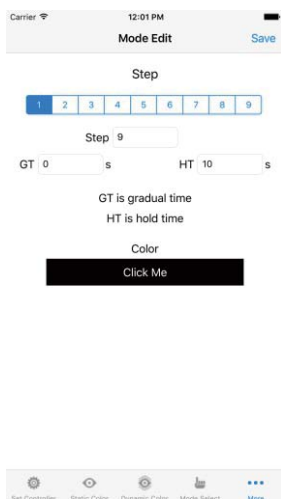 Carrier 12:01 PM
Mode Edit Save
Step
1 2 3 4 5 6 7 8 9
Step 9
GT 0 s HT 10 s
GT is gradual time
HT is hold time
Color
Click Me
Set Controller Static Color Dynamic Color Mode Select More